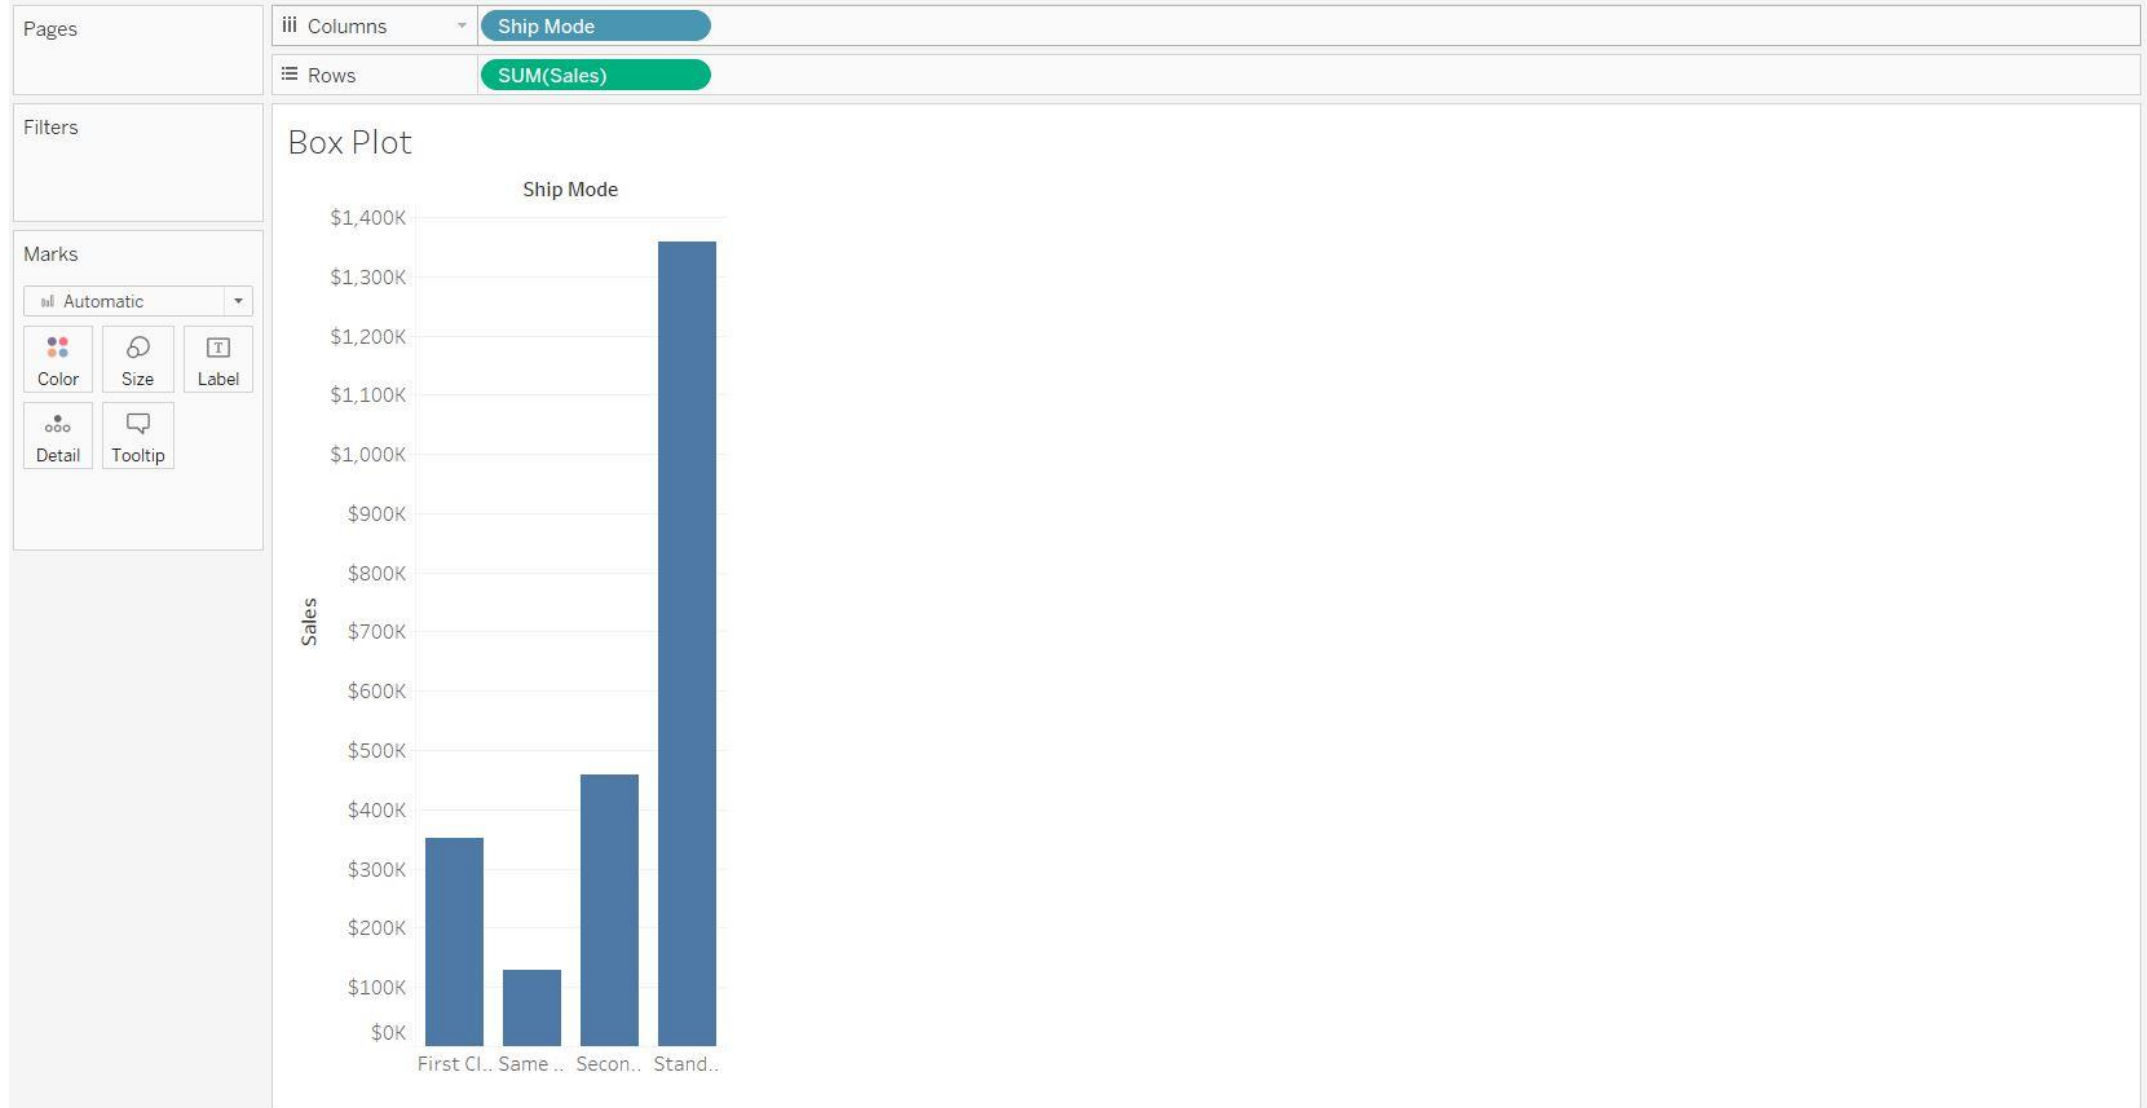 Pages
Columns
Ship Mode
Rows
SUM(Sales)
Filters
Marks
Automatic
Color
Size
T
Label
Detail
Tooltip
Box Plot
Ship Mode
$1,400K
$1,300K
$1,200K
$1,100K
$1,000K
$900K
$800K
$700K
$600K
$500K
$400K
$300K
$200K
$100K
$0K
Sales
First Cl.. Same .. Secon.. Stand..